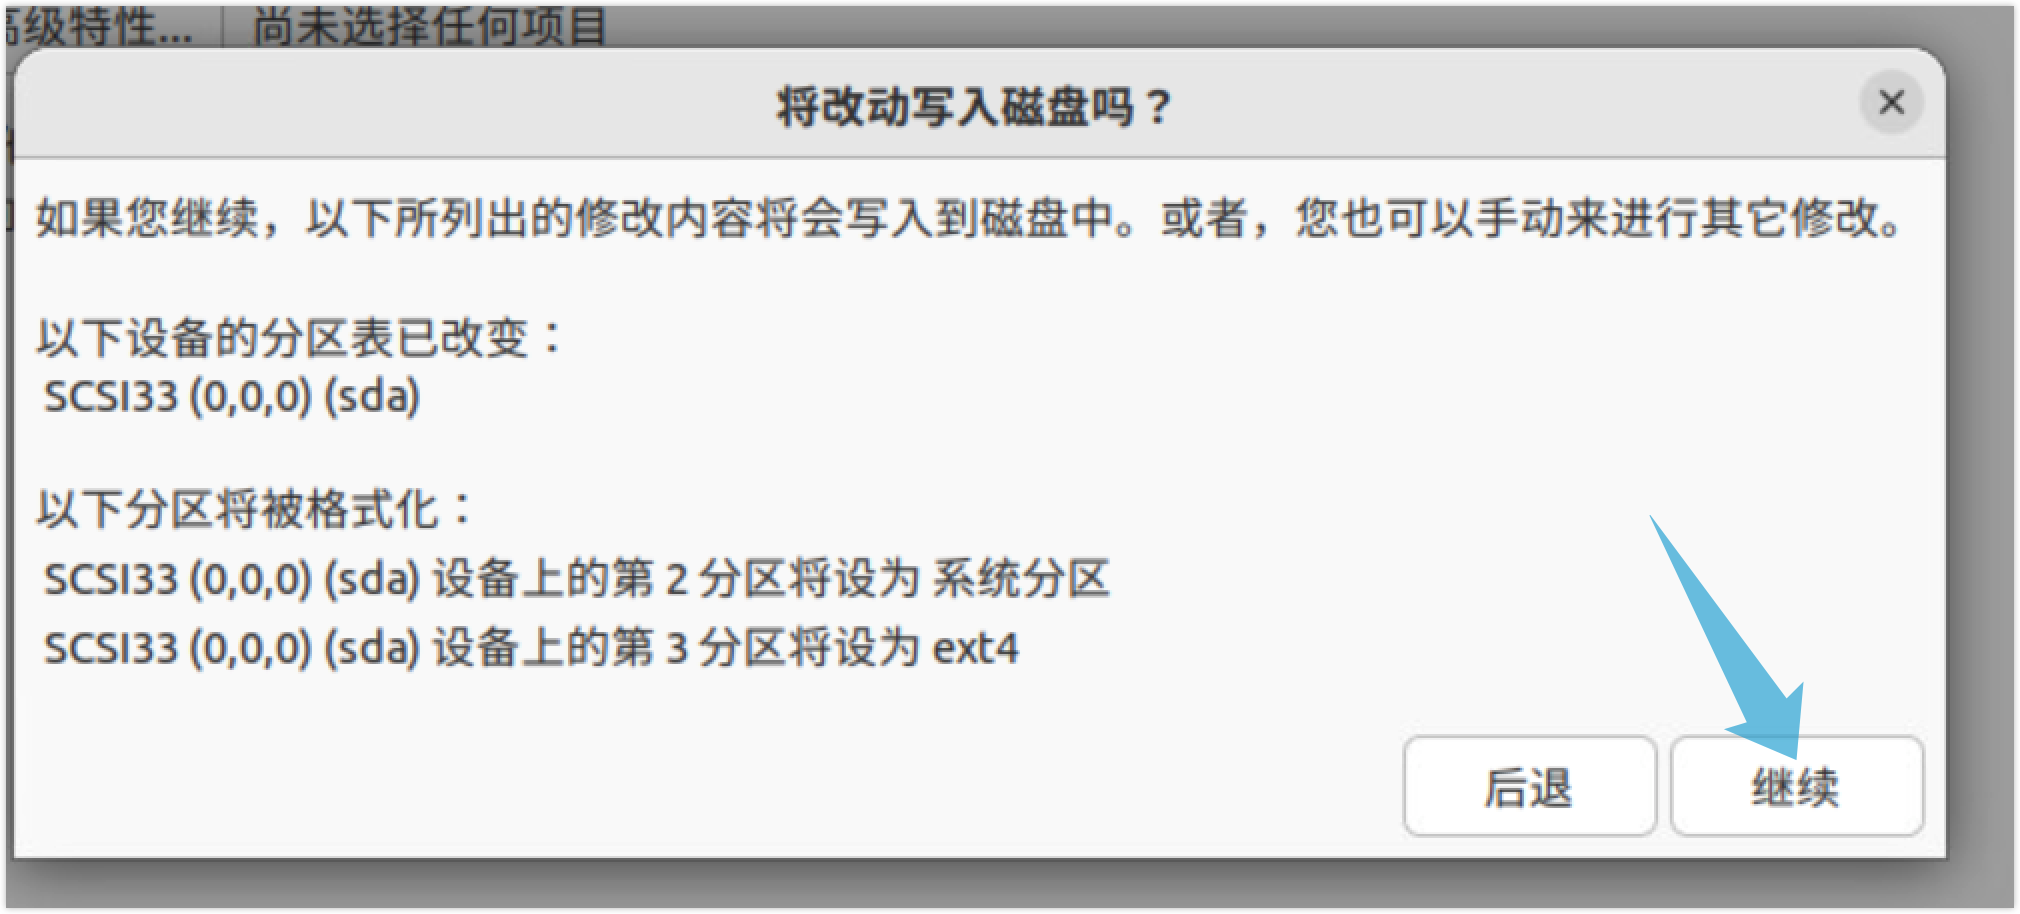 级特性...
尚未选择任何项目
将改动写入磁盘吗？
如果您继续，以下所列出的修改内容将会写入到磁盘中。或者，您也可以手动来进行其它修改。
以下设备的分区表已改变：
SCSI33 (0,0,0) (sda)
以下分区将被格式化：
SCSI33 (0,0,0) (sda) 设备上的第 2 分区将设为 系统分区
SCSI33 (0,0,0) (sda) 设备上的第 3 分区将设为 ext4
后退
继续